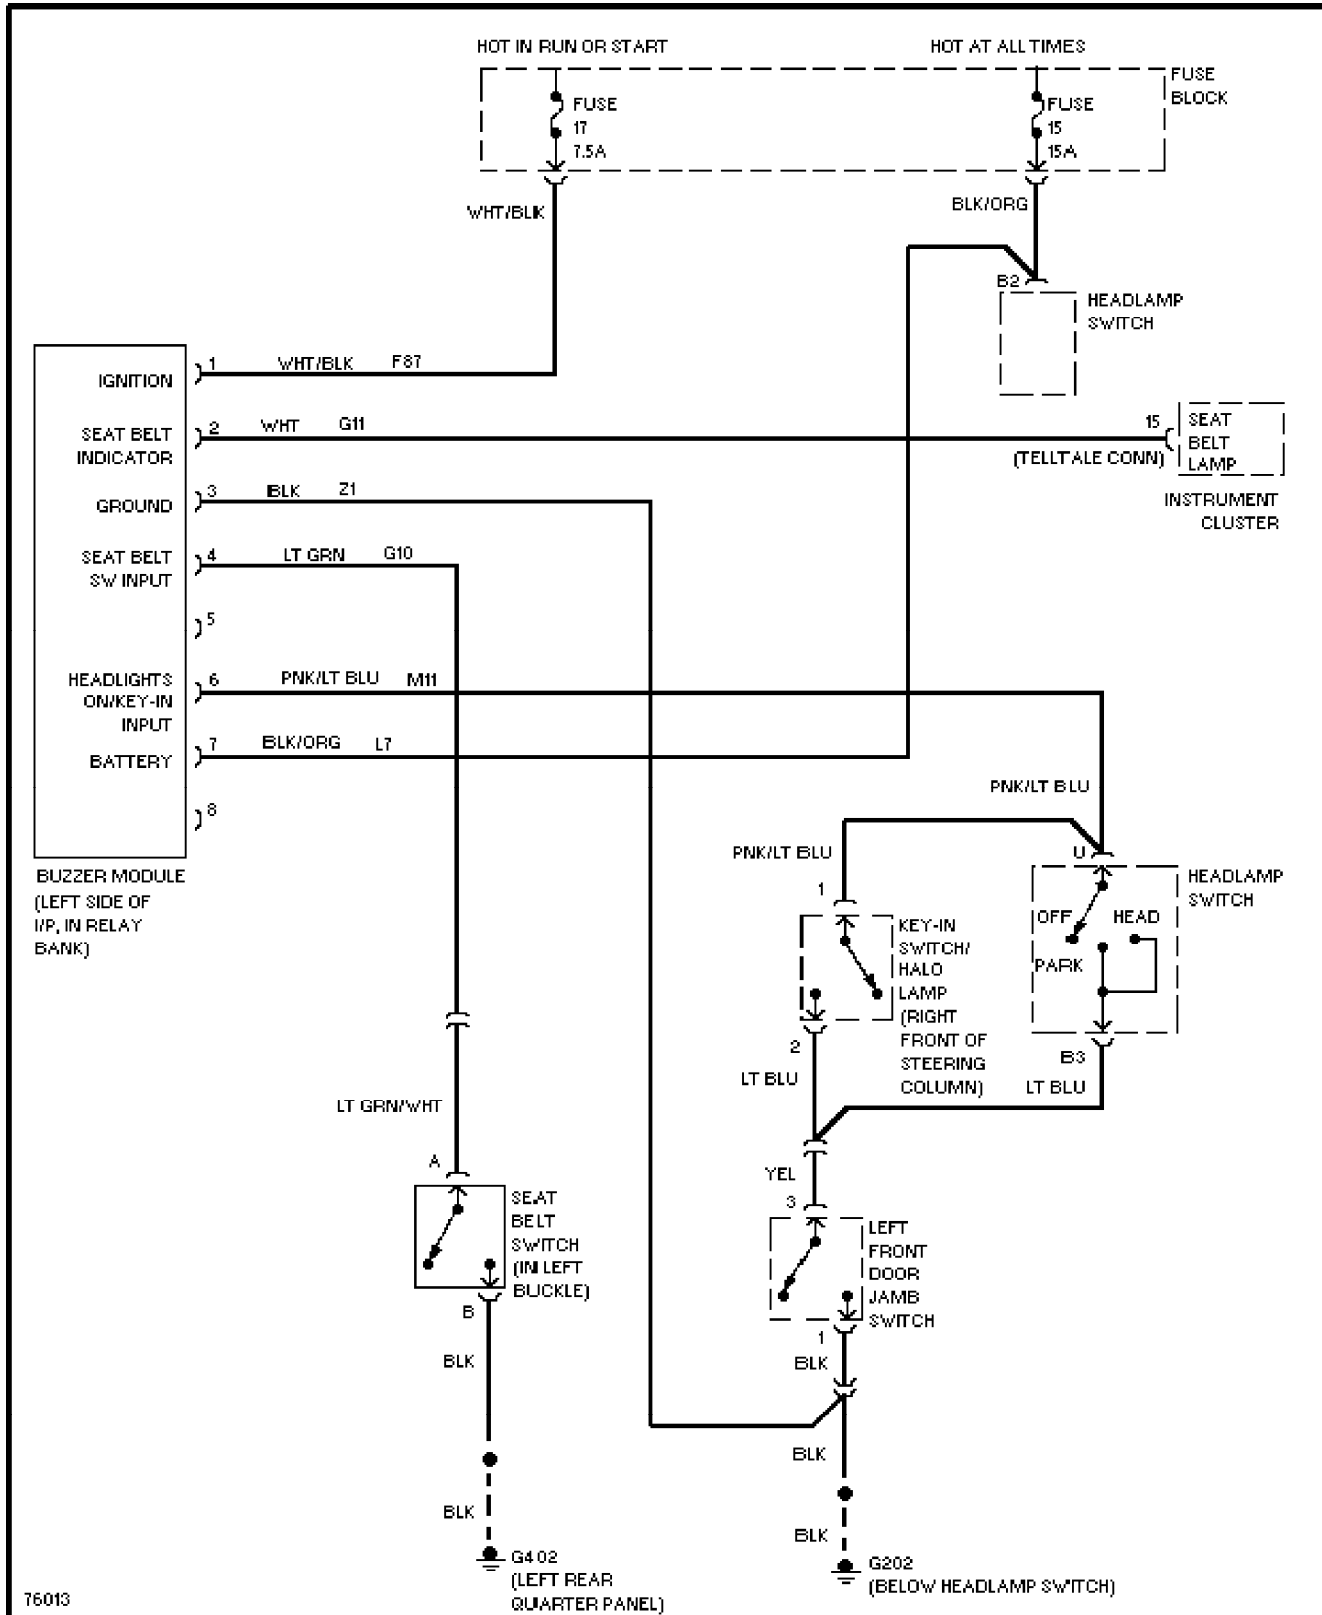 HOT IN RUN OR START
HOT AT ALL TIMES
FUSE
BLOCK
FUSE
17
7.5A
FUSE
15
15A
WHT/BLK
BLK/ORG
B2
HEADLAMP
SWITCH
IGNITION
1
WHT/BLK F87
SEAT BELT
INDICATOR
2
WHT G11
15
(TELLTALE CONN)
SEAT
BELT
LAMP
INSTRUMENT
CLUSTER
GROUND
3
BLK Z1
SEAT BELT
SW INPUT
4
LT GRN G10
5
HEADLIGHTS
ON/KEY-IN
INPUT
6
PNK/LT BLU M11
BATTERY
7
BLK/ORG L7
8
BUZZER MODULE
(LEFT SIDE OF
I/P, IN RELAY
BANK)
PNK/LT BLU
PNK/LT BLU
U
HEADLAMP
SWITCH
OFF
HEAD
PARK
1
KEY-IN
SWITCH/
HALO
LAMP
(RIGHT
FRONT OF
STEERING
COLUMN)
2
LT BLU
B3
LT BLU
LT GRN/WHT
A
SEAT
BELT
SWITCH
(IN LEFT
BUCKLE)
B
BLK
BLK
G402
(LEFT REAR
QUARTER PANEL)
YEL
3
LEFT
FRONT
DOOR
JAMB
SWITCH
1
BLK
BLK
BLK
G202
(BELOW HEADLAMP SWITCH)
76013